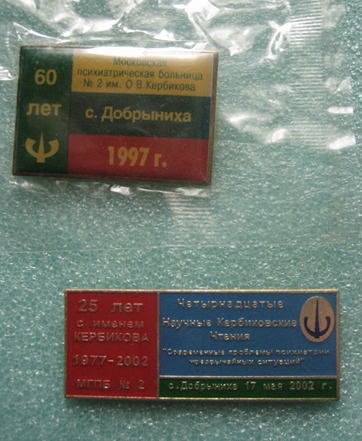 60
лет
Московская
психиатрическая больница
№ 2 им. О.В.Кербикова
с. Добрыниха
1997 г.
25 лет
с именем
КЕРБИКОВА
1977-2002
МГПБ № 2
Четырнадцатые
Научные Кербиковские
Чтения
"Современные проблемы психиатрии
чрезвычайных ситуаций"
с.Добрыниха 17 мая 2002 г.